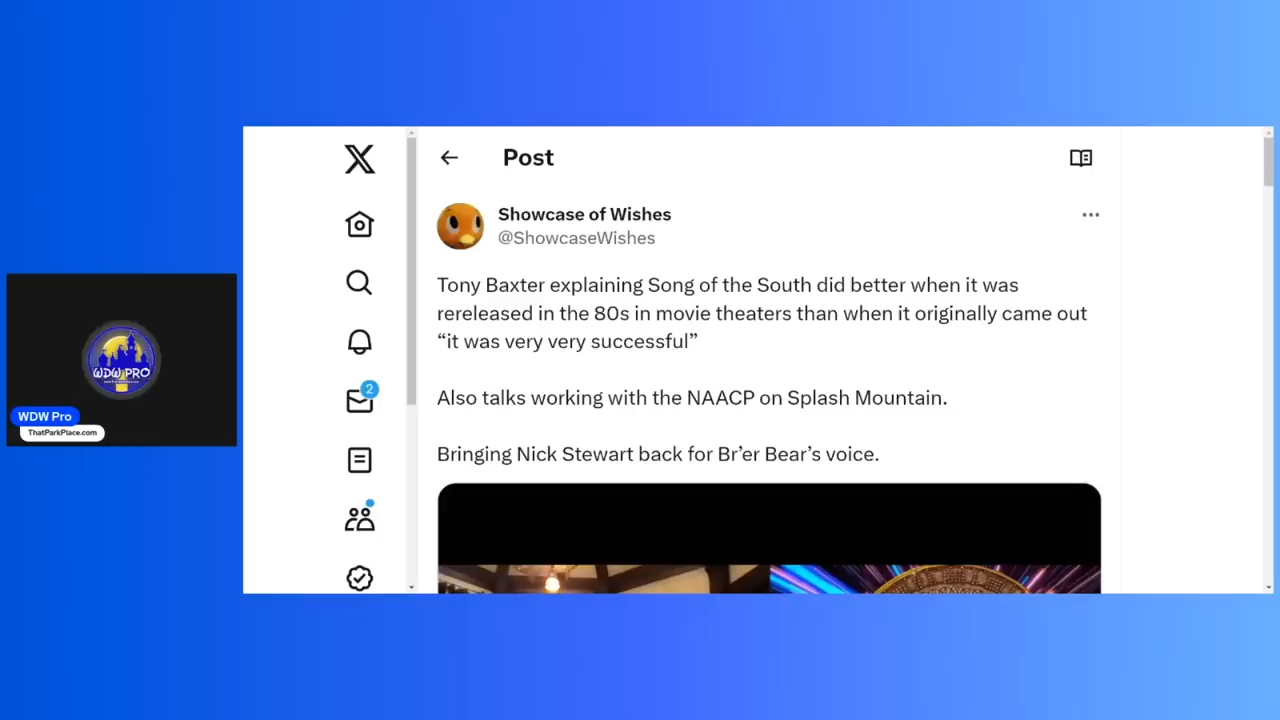 Post
Showcase of Wishes
@ShowcaseWishes
Tony Baxter explaining Song of the South did better when it was
rereleased in the 80s in movie theaters than when it originally came out
“it was very very successful”
Also talks working with the NAACP on Splash Mountain.
Bringing Nick Stewart back for Br’er Bear’s voice.
2
WDW PRO
WDW Pro
ThatParkPlace.com